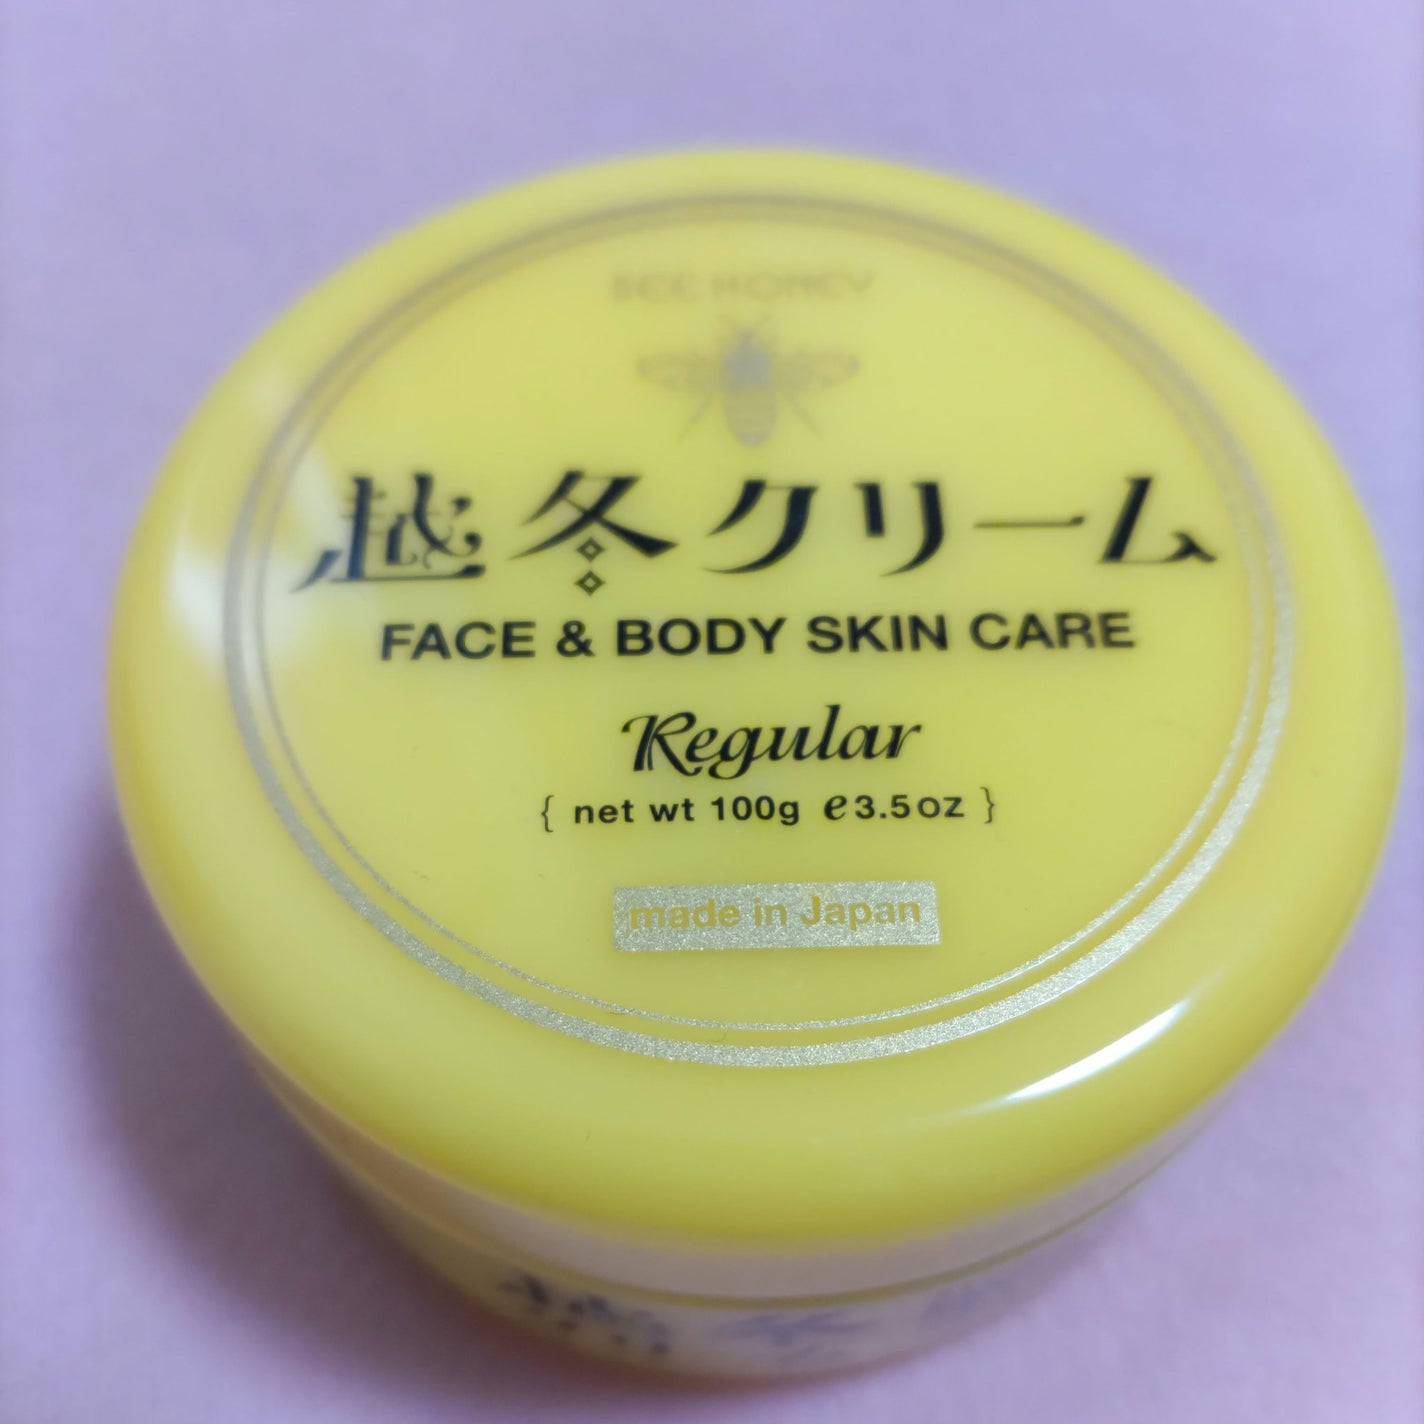 BEE HONEY
越冬クリーム
FACE & BODY SKIN CARE
Regular
{ net wt 100g e3.5oz }
made in Japan